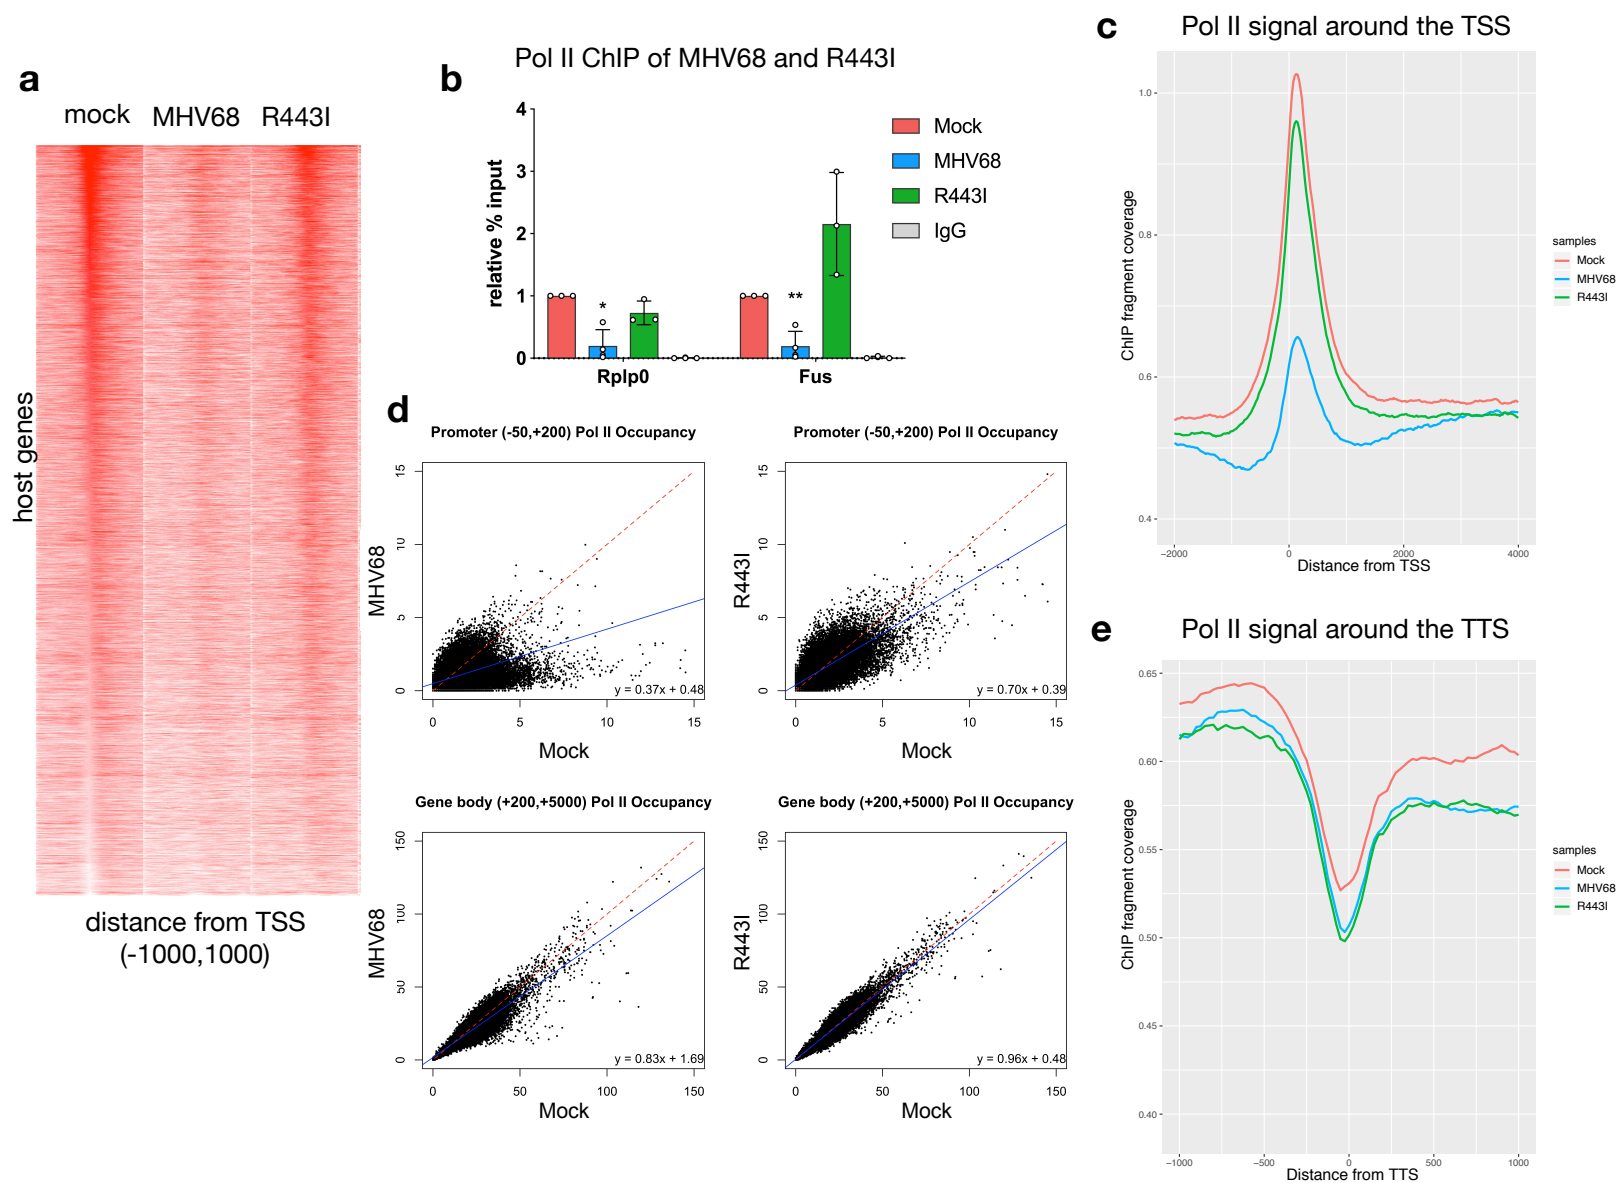 a
mock MHV68 R443I
host genes
distance from TSS
(-1000,1000)
Pol II ChIP of MHV68 and R443I
b
relative % input
4
3
2
1
0
*
**
Rplp0 Fus
Mock
MHV68
R443I
IgG
c
Pol II signal around the TSS
ChIP fragment coverage
1.0
0.8
0.6
0.4
−2000 0 2000 4000
Distance from TSS
samples
Mock
MHV68
R443I
d
Promoter (-50,+200) Pol II Occupancy
MHV68
15
10
5
0
y = 0.37x + 0.48
0 5 10 15
Mock
Promoter (-50,+200) Pol II Occupancy
R443I
15
10
5
0
y = 0.70x + 0.39
0 5 10 15
Mock
Gene body (+200,+5000) Pol II Occupancy
MHV68
150
100
50
0
y = 0.83x + 1.69
0 50 100 150
Mock
Gene body (+200,+5000) Pol II Occupancy
R443I
150
100
50
0
y = 0.96x + 0.48
0 50 100 150
Mock
e
Pol II signal around the TTS
ChIP fragment coverage
0.65
0.60
0.55
0.50
0.45
0.40
−1000 −500 0 500 1000
Distance from TTS
samples
Mock
MHV68
R443I